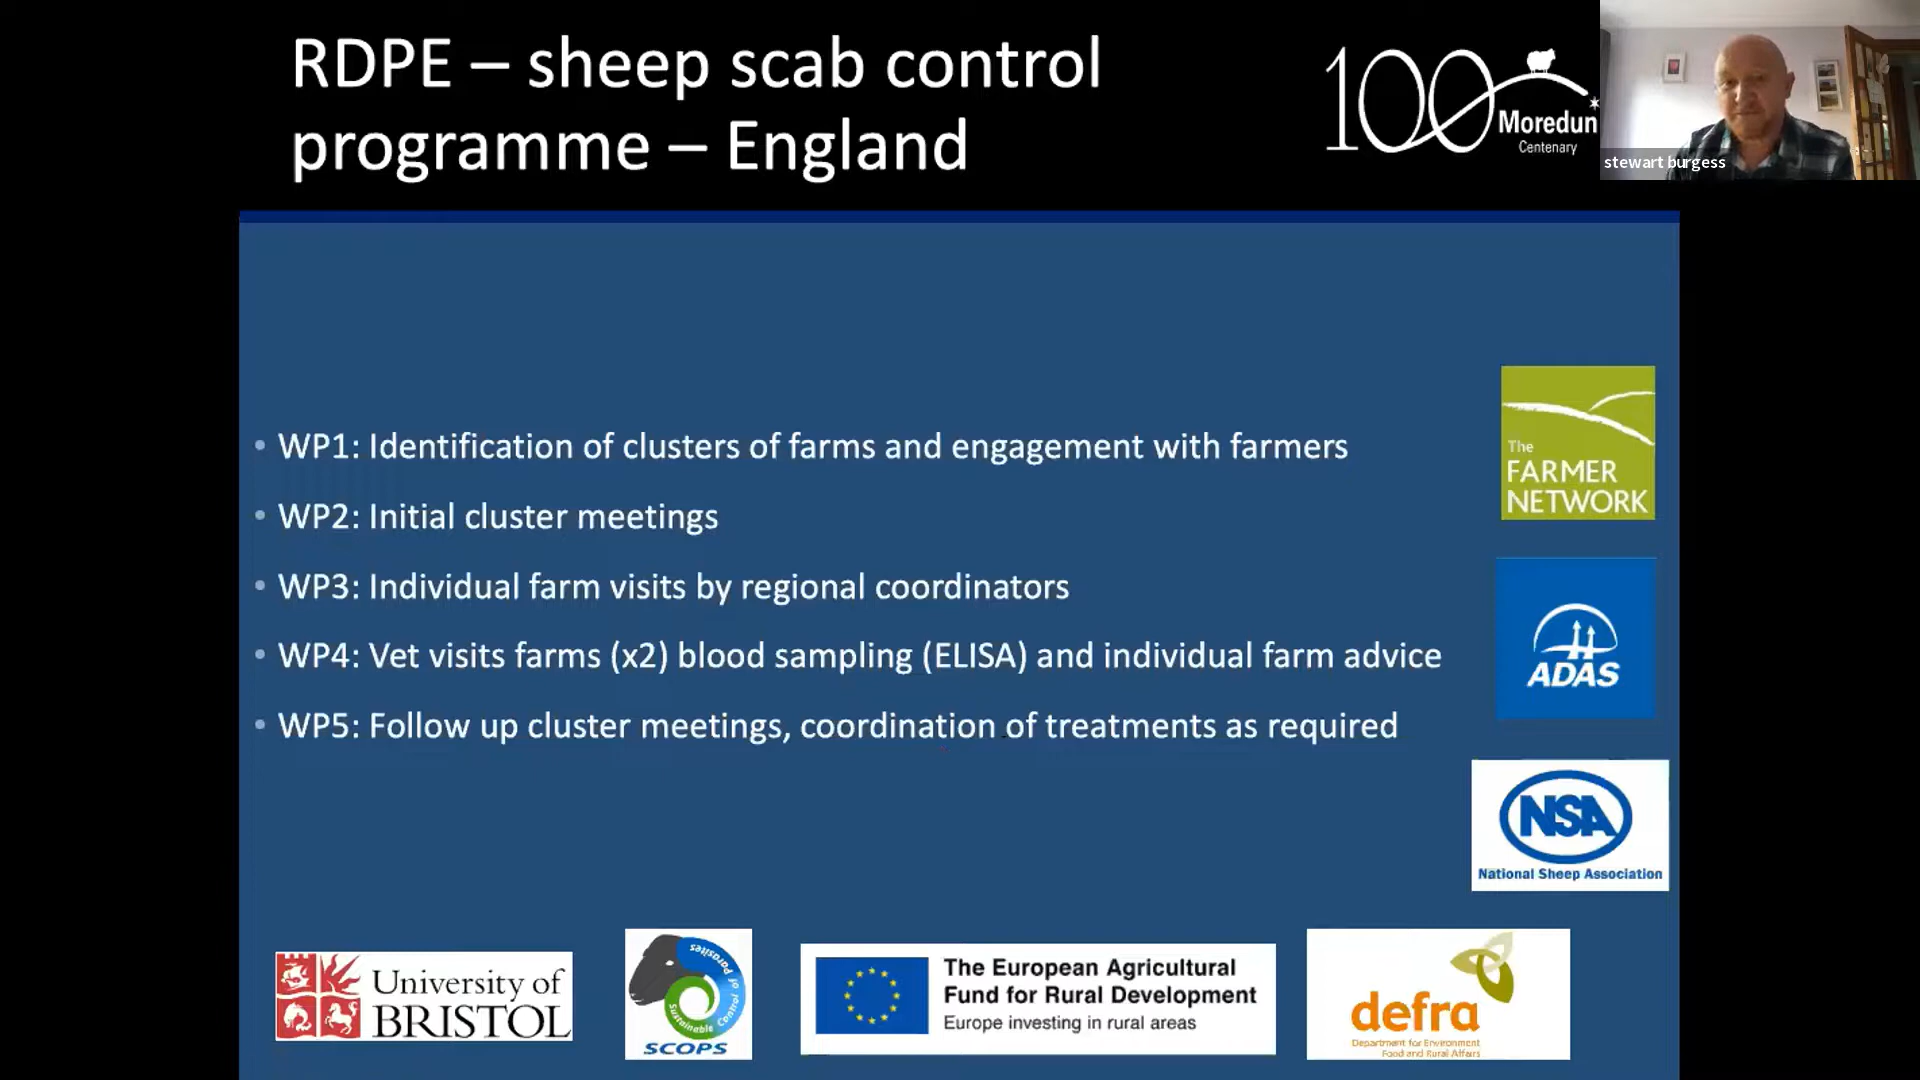 RDPE – sheep scab control
programme – England
100
Moredun
Centenary
stewart burgess
• WP1: Identification of clusters of farms and engagement with farmers
• WP2: Initial cluster meetings
• WP3: Individual farm visits by regional coordinators
• WP4: Vet visits farms (x2) blood sampling (ELISA) and individual farm advice
• WP5: Follow up cluster meetings, coordination of treatments as required
The
FARMER
NETWORK
ADAS
NSA
National Sheep Association
University of
BRISTOL
Sustainable Control of Parasites
SCOPS
The European Agricultural
Fund for Rural Development
Europe investing in rural areas
defra
Department for Environment
Food and Rural Affairs